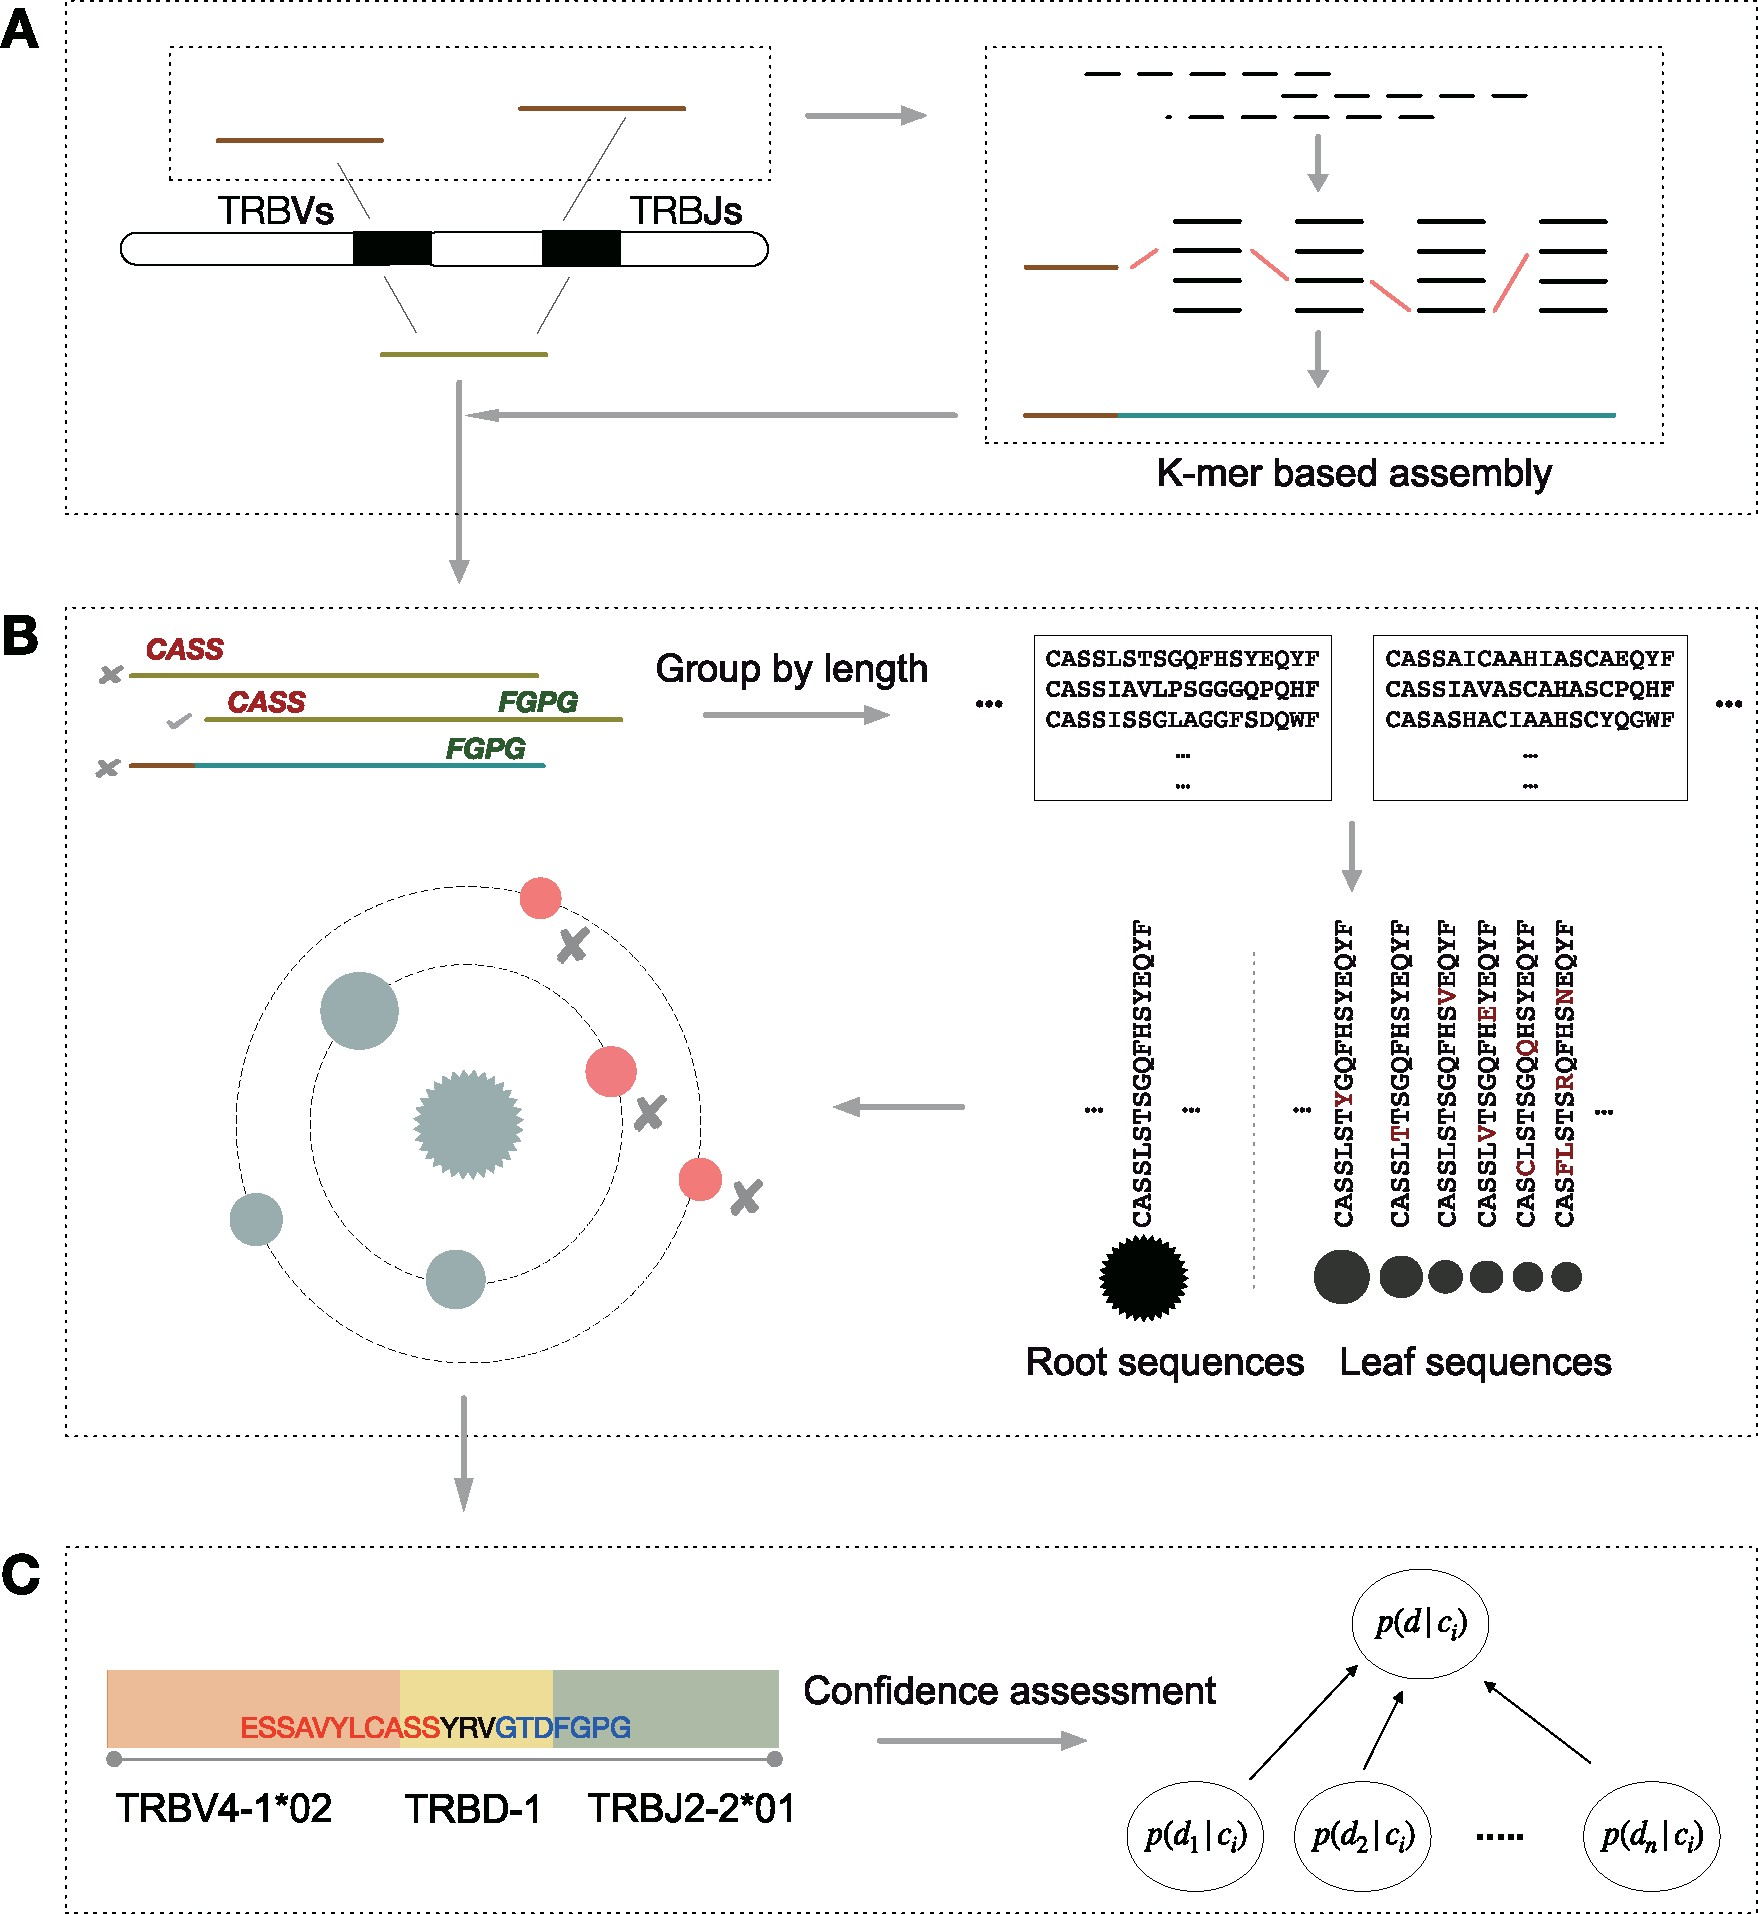 A
TRBVs
TRBJs
K-mer based assembly
B
CASS
CASS FGPG
FGPG
Group by length
... CASSLSTSGQFHSYEQYF CASSAICAAHIASCAEQYF ...
CASSIAVLPSGGGQPQHF CASSIAVASCAHASCPQHF
CASSISSGLAGGFSDQWF CASASHACIAAHSCYQGWF
... ...
... ...
... CASSLSTSGQFHSYEQYF ...
... CASSLSTYGQFHSYEQYF
CASSLTTSGQFHSYEQYF
CASSLSTSGQFHSVEQYF
CASSLVTSGQFHEYEQYF
CASCLSTSGQQHSYEQYF
CASFLSTSRQFHSNEQYF ...
Root sequences
Leaf sequences
C
ESSAVYLCASSYRVGTDFGPG
TRBV4-1*02 TRBD-1 TRBJ2-2*01
Confidence assessment
p(d|cᵢ)
p(d₁|cᵢ) p(d₂|cᵢ) ..... p(dₙ|cᵢ)